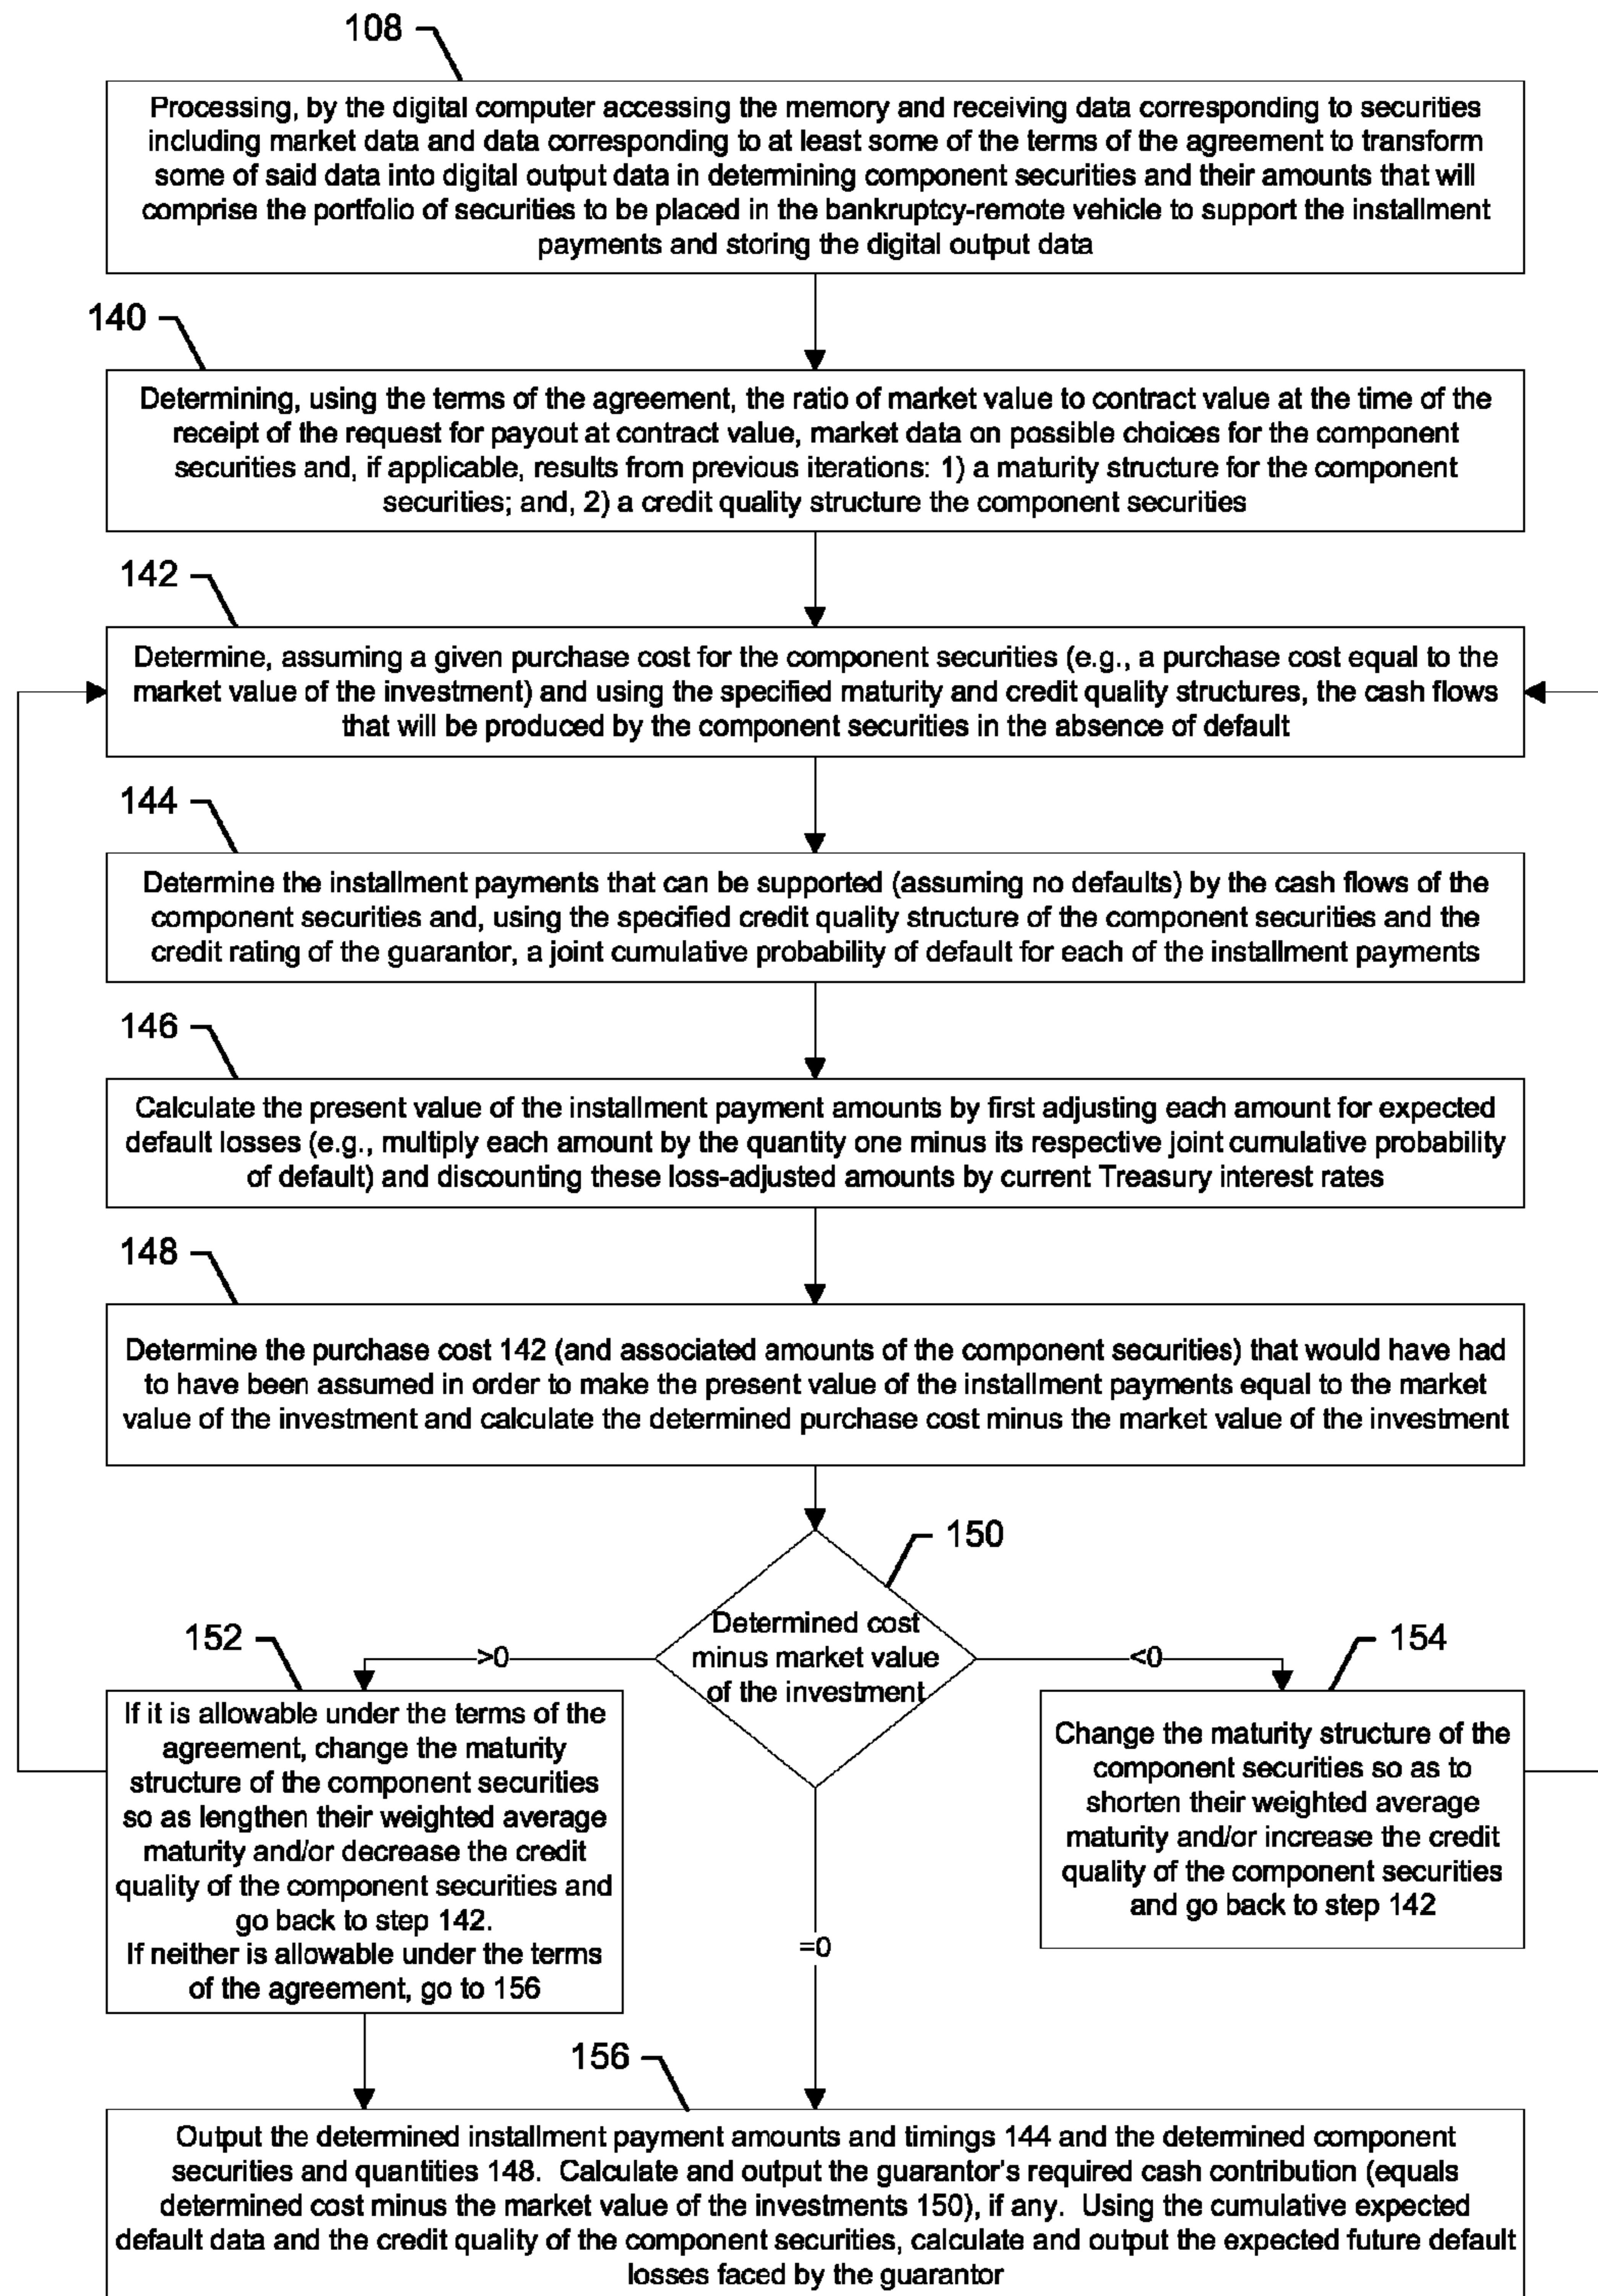 108
Processing, by the digital computer accessing the memory and receiving data corresponding to securities
including market data and data corresponding to at least some of the terms of the agreement to transform
some of said data into digital output data in determining component securities and their amounts that will
comprise the portfolio of securities to be placed in the bankruptcy-remote vehicle to support the installment
payments and storing the digital output data
140
Determining, using the terms of the agreement, the ratio of market value to contract value at the time of the
receipt of the request for payout at contract value, market data on possible choices for the component
securities and, if applicable, results from previous iterations: 1) a maturity structure for the component
securities; and, 2) a credit quality structure the component securities
142
Determine, assuming a given purchase cost for the component securities (e.g., a purchase cost equal to the
market value of the investment) and using the specified maturity and credit quality structures, the cash flows
that will be produced by the component securities in the absence of default
144
Determine the installment payments that can be supported (assuming no defaults) by the cash flows of the
component securities and, using the specified credit quality structure of the component securities and the
credit rating of the guarantor, a joint cumulative probability of default for each of the installment payments
146
Calculate the present value of the installment payment amounts by first adjusting each amount for expected
default losses (e.g., multiply each amount by the quantity one minus its respective joint cumulative probability
of default) and discounting these loss-adjusted amounts by current Treasury interest rates
148
Determine the purchase cost 142 (and associated amounts of the component securities) that would have had
to have been assumed in order to make the present value of the installment payments equal to the market
value of the investment and calculate the determined purchase cost minus the market value of the investment
150
Determined cost
minus market value
of the investment
>0
<0
=0
152
If it is allowable under the terms of the
agreement, change the maturity
structure of the component securities
so as lengthen their weighted average
maturity and/or decrease the credit
quality of the component securities and
go back to step 142.
If neither is allowable under the terms
of the agreement, go to 156
154
Change the maturity structure of the
component securities so as to
shorten their weighted average
maturity and/or increase the credit
quality of the component securities
and go back to step 142
156
Output the determined installment payment amounts and timings 144 and the determined component
securities and quantities 148. Calculate and output the guarantor's required cash contribution (equals
determined cost minus the market value of the investments 150), if any. Using the cumulative expected
default data and the credit quality of the component securities, calculate and output the expected future default
losses faced by the guarantor